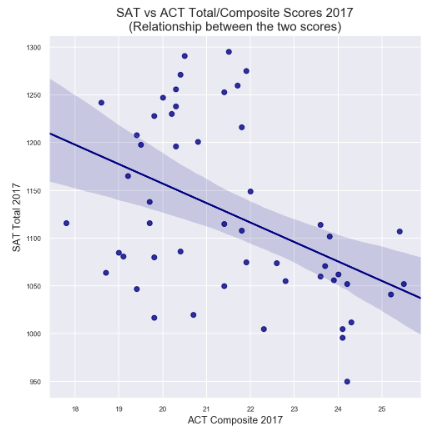 SAT vs ACT Total/Composite Scores 2017
(Relationship between the two scores)
1300
1250
1200
1150
1100
1050
1000
950
SAT Total 2017
18 19 20 21 22 23 24 25
ACT Composite 2017